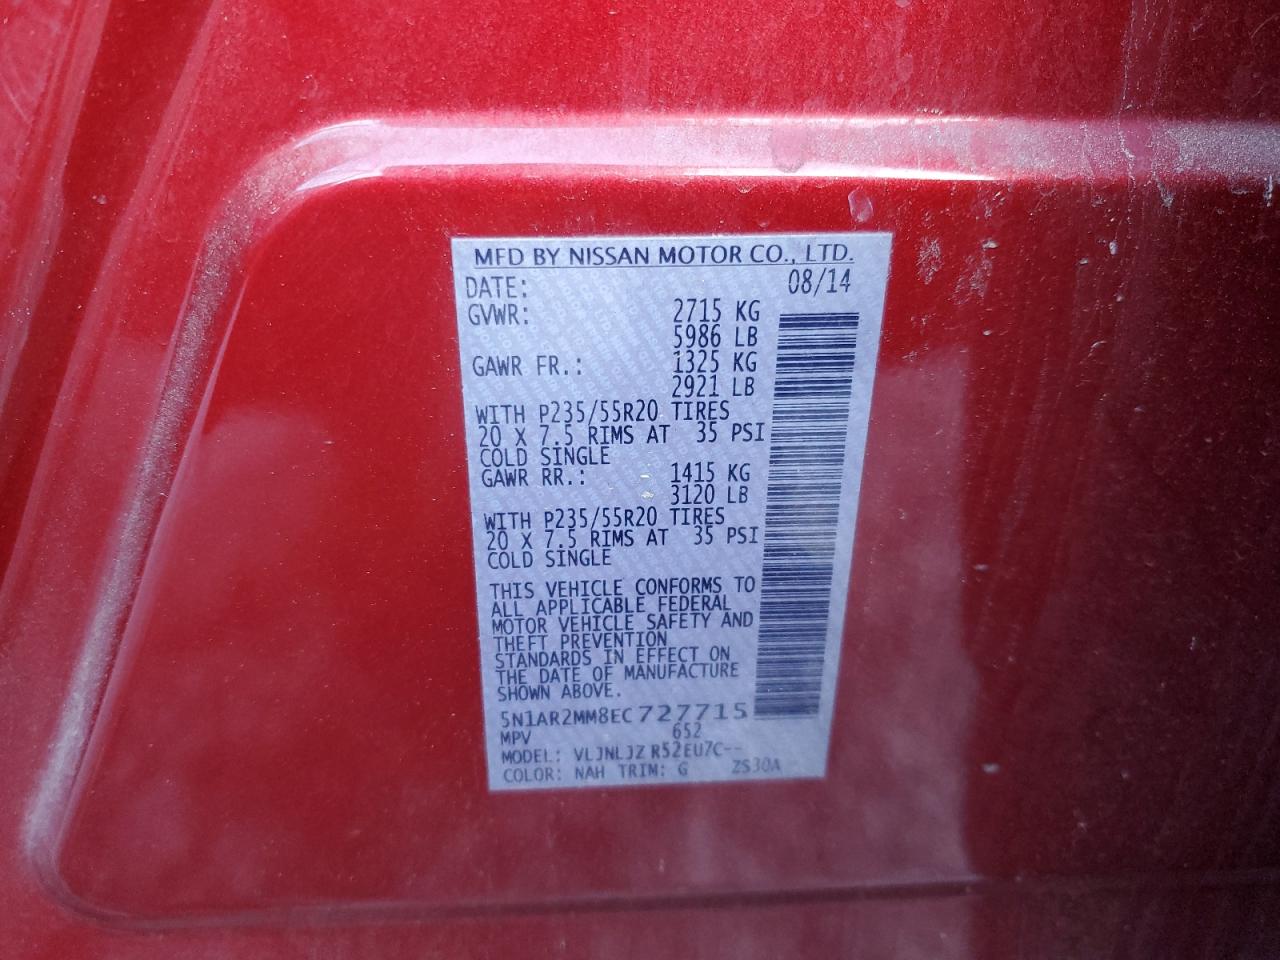 MFD BY NISSAN MOTOR CO., LTD.
DATE: 08/14
GVWR: 2715 KG
5986 LB
GAWR FR.: 1325 KG
2921 LB
WITH P235/55R20 TIRES
20 X 7.5 RIMS AT 35 PSI
COLD SINGLE
GAWR RR.: 1415 KG
3120 LB
WITH P235/55R20 TIRES
20 X 7.5 RIMS AT 35 PSI
COLD SINGLE
THIS VEHICLE CONFORMS TO
ALL APPLICABLE FEDERAL
MOTOR VEHICLE SAFETY AND
THEFT PREVENTION
STANDARDS IN EFFECT ON
THE DATE OF MANUFACTURE
SHOWN ABOVE.
5N1AR2MM8EC727715
MPV 652
MODEL: VLJNLJZ R52EU7C--
COLOR: NAH TRIM: G ZS30A